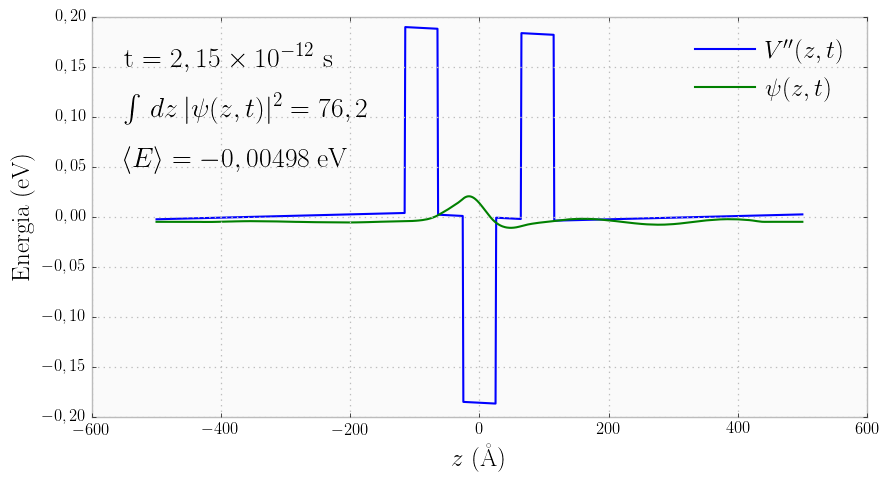 t = 2,15 × 10⁻¹² s
∫ dz |ψ(z,t)|² = 76,2
⟨E⟩ = −0,00498 eV
V″(z,t)
ψ(z,t)
Energia (eV)
0,20
0,15
0,10
0,05
0,00
−0,05
−0,10
−0,15
−0,20
−600 −400 −200 0 200 400 600
z (Å)